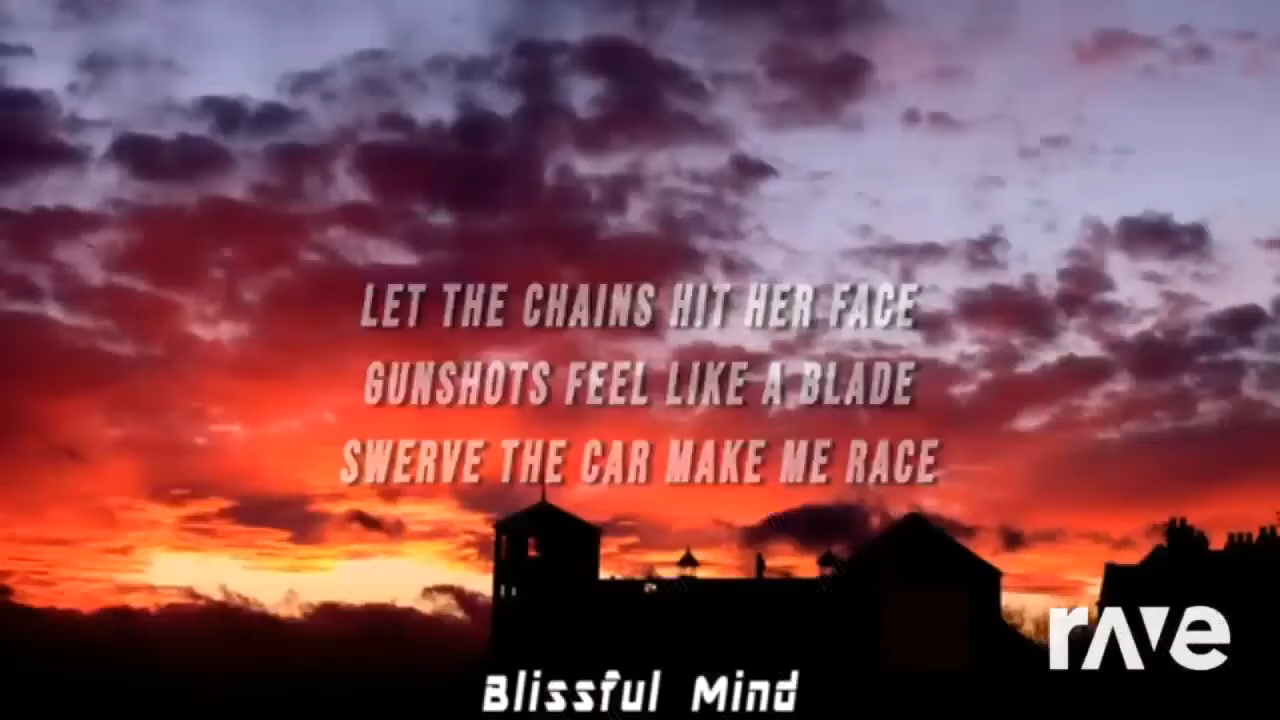 LET THE CHAINS HIT HER FACE
GUNSHOTS FEEL LIKE A BLADE
SWERVE THE CAR MAKE ME RACE
rave
Blissful Mind